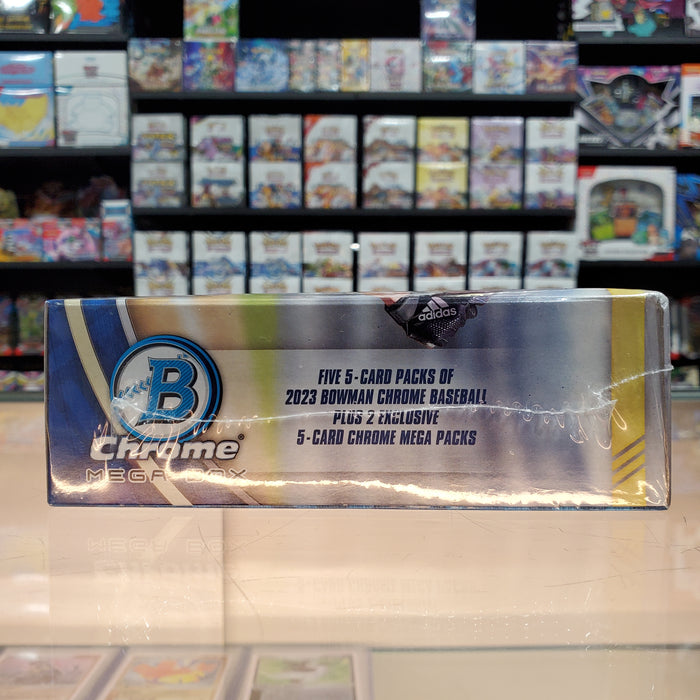 adidas
B
Chrome®
MEGA BOX
FIVE 5-CARD PACKS OF
2023 BOWMAN CHROME BASEBALL
PLUS 2 EXCLUSIVE
5-CARD CHROME MEGA PACKS